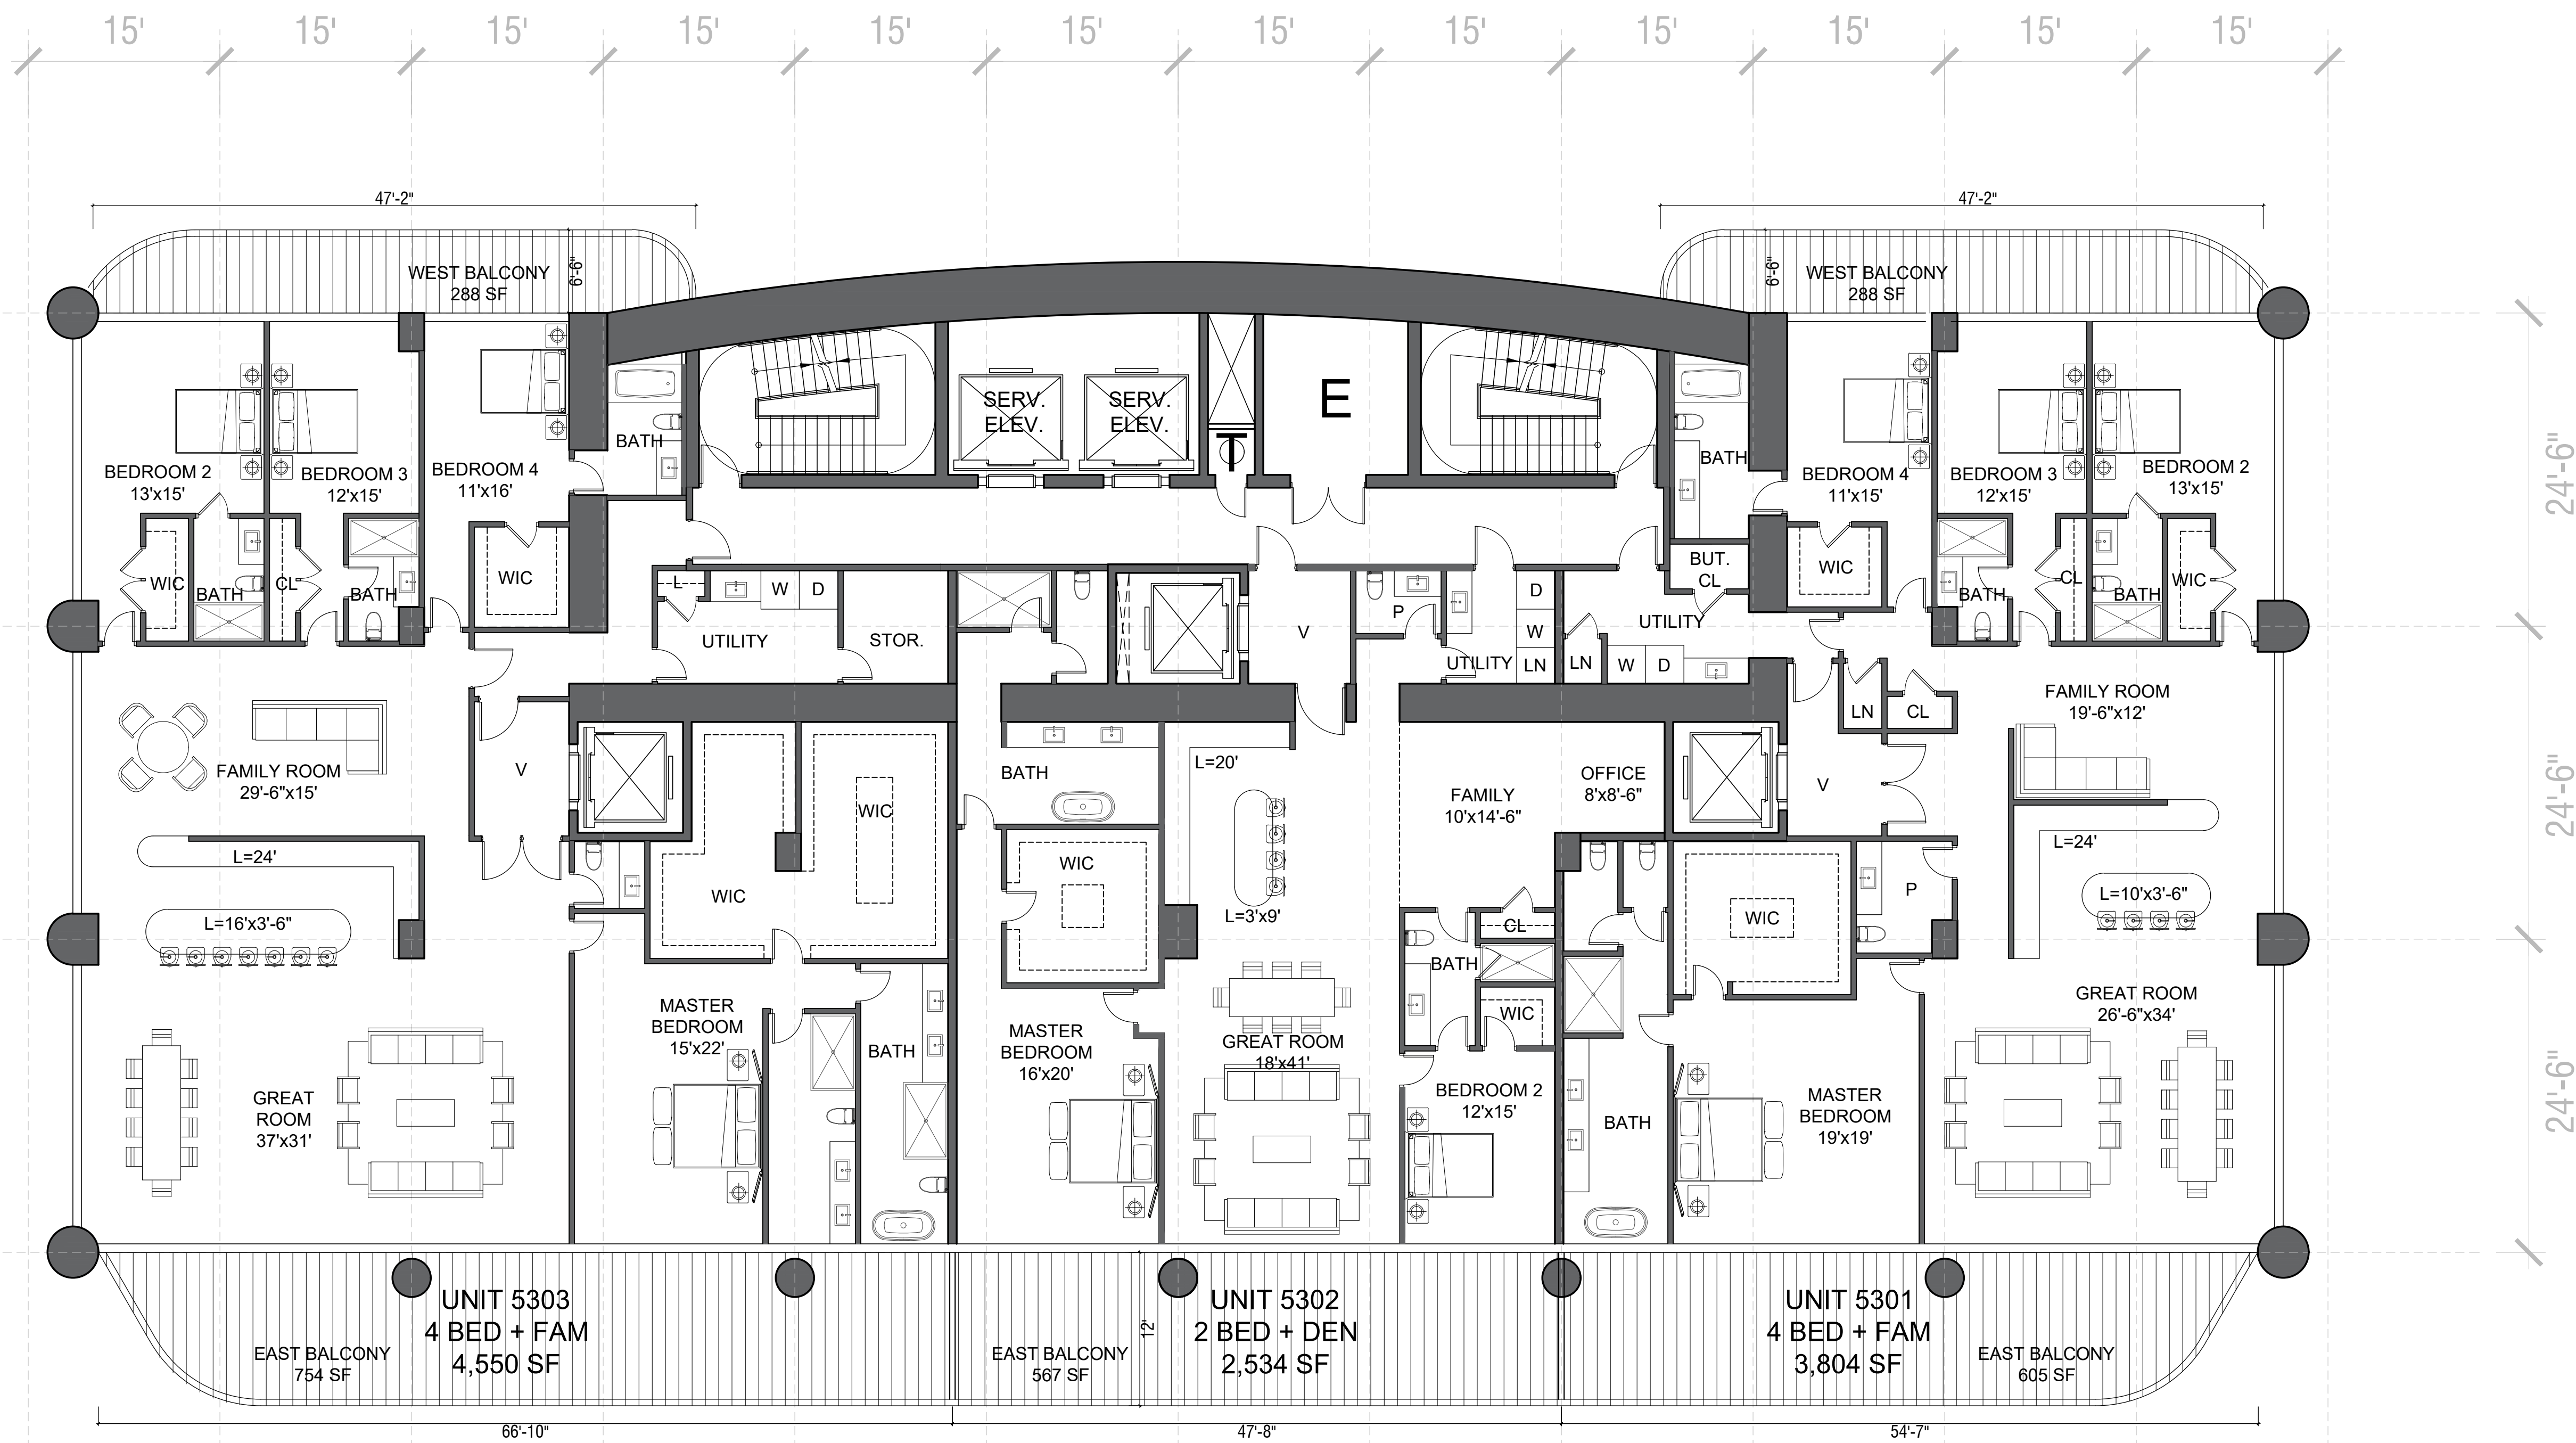 15'
15'
15'
15'
15'
15'
15'
15'
15'
15'
15'
15'
47'-2"
47'-2"
WEST BALCONY
288 SF
6'-6"
6'-6"
WEST BALCONY
288 SF
SERV.
ELEV.
SERV.
ELEV.
T
E
BATH
BATH
BEDROOM 2
13'x15'
BEDROOM 3
12'x15'
BEDROOM 4
11'x16'
BEDROOM 4
11'x15'
BEDROOM 3
12'x15'
BEDROOM 2
13'x15'
24'-6"
WIC
BATH
CL
BATH
WIC
L
W
D
UTILITY
STOR.
V
P
D
W
LN
UTILITY
BUT.
CL
UTILITY
LN
W
D
WIC
BATH
CL
BATH
WIC
LN
CL
FAMILY ROOM
29'-6"x15'
V
WIC
WIC
BATH
L=20'
L=3'x9'
WIC
FAMILY
10'x14'-6"
OFFICE
8'x8'-6"
V
FAMILY ROOM
19'-6"x12'
24'-6"
L=24'
L=16'x3'-6"
CL
BATH
WIC
WIC
P
L=24'
L=10'x3'-6"
GREAT
ROOM
37'x31'
MASTER
BEDROOM
15'x22'
BATH
MASTER
BEDROOM
16'x20'
GREAT ROOM
18'x41'
BEDROOM 2
12'x15'
BATH
MASTER
BEDROOM
19'x19'
GREAT ROOM
26'-6"x34'
24'-6"
UNIT 5303
4 BED + FAM
4,550 SF
EAST BALCONY
754 SF
EAST BALCONY
567 SF
12'
UNIT 5302
2 BED + DEN
2,534 SF
UNIT 5301
4 BED + FAM
3,804 SF
EAST BALCONY
605 SF
66'-10"
47'-8"
54'-7"